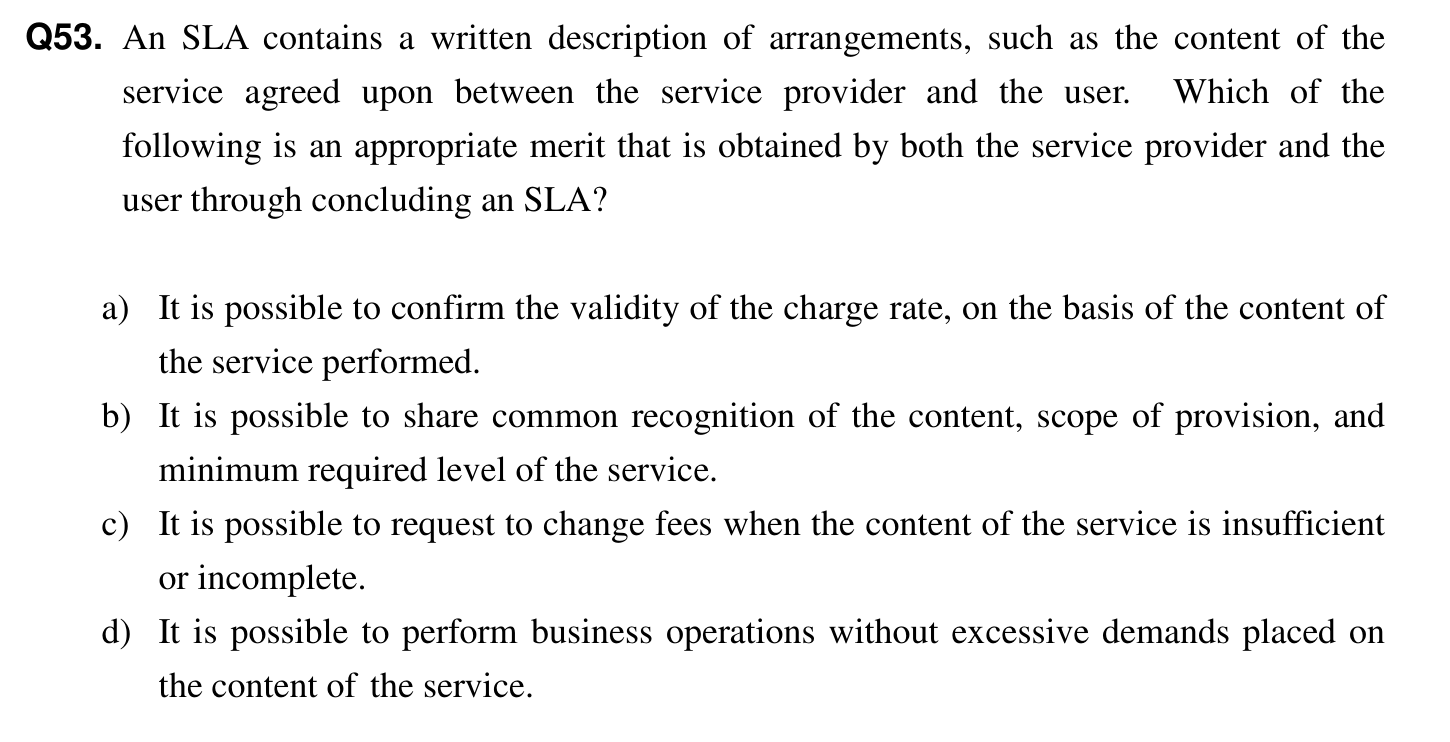 Q53. An SLA contains a written description of arrangements, such as the content of the
service agreed upon between the service provider and the user. Which of the
following is an appropriate merit that is obtained by both the service provider and the
user through concluding an SLA?
a) It is possible to confirm the validity of the charge rate, on the basis of the content of
the service performed.
b) It is possible to share common recognition of the content, scope of provision, and
minimum required level of the service.
c) It is possible to request to change fees when the content of the service is insufficient
or incomplete.
d) It is possible to perform business operations without excessive demands placed on
the content of the service.